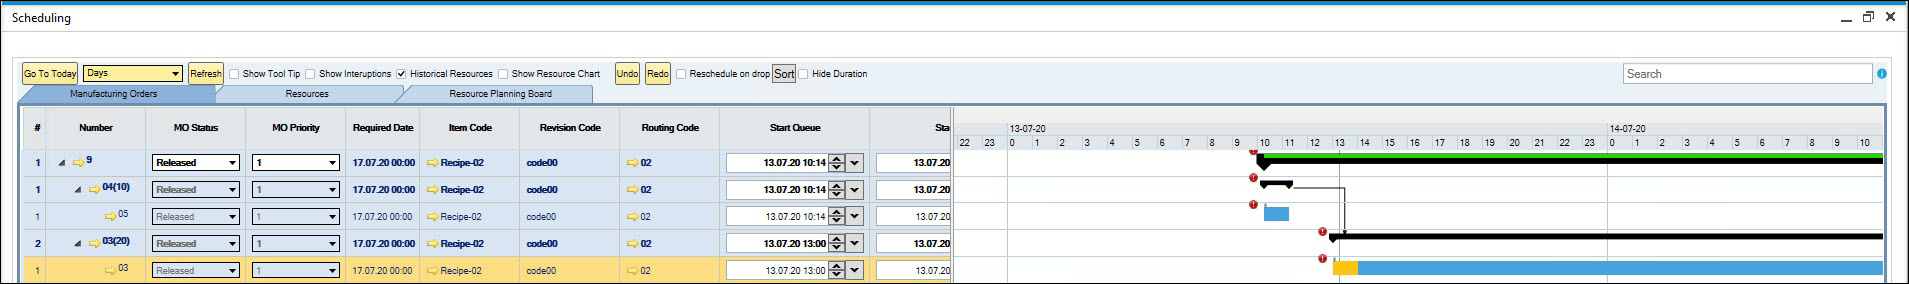 Scheduling
Go To Today Days Refresh Show Tool Tip Show Interuptions Historical Resources Show Resource Chart Undo Redo Reschedule on drop Sort Hide Duration Search
Manufacturing Orders Resources Resource Planning Board
# Number MO Status MO Priority Required Date Item Code Revision Code Routing Code Start Queue Sta
13-07-20 14-07-20
22 23 0 1 2 3 4 5 6 7 8 9 10 11 12 13 14 15 16 17 18 19 20 21 22 23 0 1 2 3 4 5 6 7 8 9 10
1 9 Released 1 17.07.20 00:00 Recipe-02 code00 02 13.07.20 10:14 13.07.20
1 04(10) Released 1 17.07.20 00:00 Recipe-02 code00 02 13.07.20 10:14 13.07.20
1 05 Released 1 17.07.20 00:00 Recipe-02 code00 02 13.07.20 10:14 13.07.20
2 03(20) Released 1 17.07.20 00:00 Recipe-02 code00 02 13.07.20 13:00 13.07.20
1 03 Released 1 17.07.20 00:00 Recipe-02 code00 02 13.07.20 13:00 13.07.20